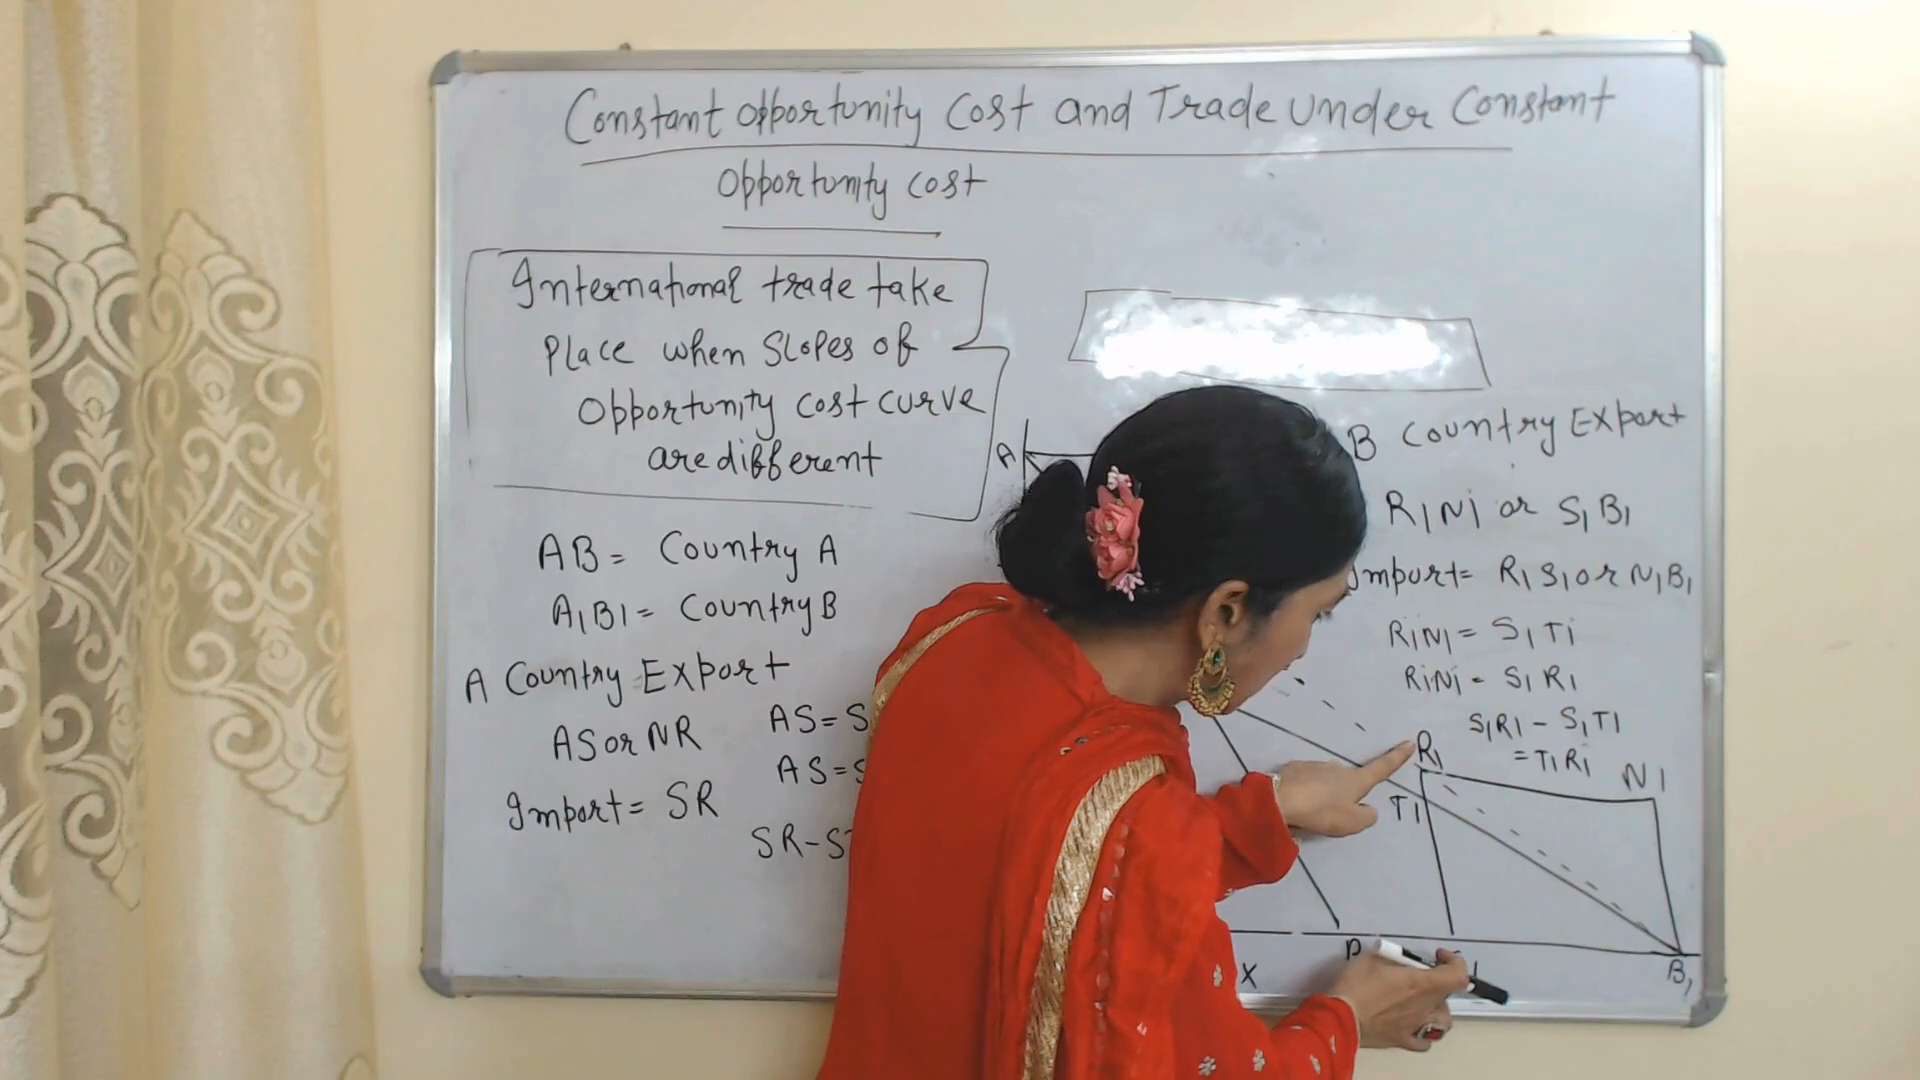 Constant opportunity Cost and Trade under Constant
opportunity cost
International trade take
Place when Slopes of
opportunity cost curve
are different
AB = Country A
A1B1 = Country B
A Country Export
AS or NR
AS = S
Import = SR
AS = S
SR - S
A
B Country Export
R1N1 or S1B1
Import = R1S1 or N1B1
R1N1 = S1T1
R1N1 - S1R1
S1R1 - S1T1
= T1R1
R1
N1
T1
X
B1